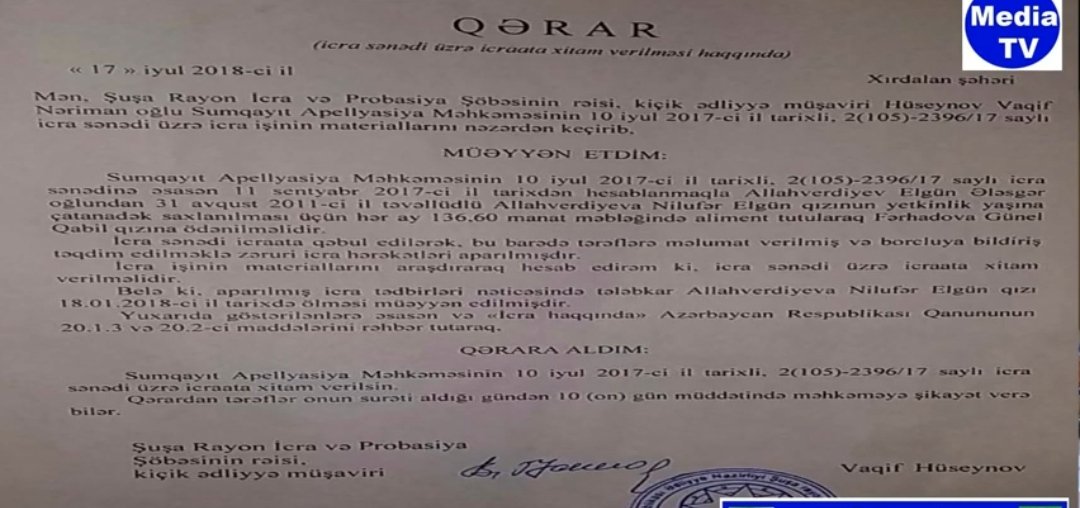 Media
TV
QƏRAR
(icra sənədi üzrə icraata xitam verilməsi haqqında)
« 17 » iyul 2018-ci il
Xırdalan şəhəri
Mən, Şuşa Rayon İcra və Probasiya Şöbəsinin rəisi, kiçik ədliyyə müşaviri Hüseynov Vaqif
Nəriman oğlu Sumqayıt Apellyasiya Məhkəməsinin 10 iyul 2017-ci il tarixli, 2(105)-2396/17 saylı
icra sənədi üzrə icra işinin materiallarını nəzərdən keçirib,
MÜƏYYƏN ETDİM:
Sumqayıt Apellyasiya Məhkəməsinin 10 iyul 2017-ci il tarixli, 2(105)-2396/17 saylı icra
sənədinə əsasən 11 sentyabr 2017-ci il tarixdən hesablanmaqla Allahverdiyev Elgün Ələsgər
oğlundan 31 avqust 2011-ci il təvəllüdlü Allahverdiyeva Nilufər Elgün qızının yetkinlik yaşına
çatanadək saxlanılması üçün hər ay 136,60 manat məbləğində aliment tutularaq Fərhadova Günel
Qabil qızına ödənilməlidir.
İcra sənədi icraata qəbul edilərək, bu barədə tərəflərə məlumat verilmiş və borcluya bildiriş
təqdim edilməklə zəruri icra hərəkətləri aparılmışdır.
İcra işinin materiallarını araşdıraraq hesab edirəm ki, icra sənədi üzrə icraata xitam
verilməlidir.
Belə ki, aparılmış icra tədbirləri nəticəsində tələbkar Allahverdiyeva Nilufər Elgün qızı
18.01.2018-ci il tarixdə ölməsi müəyyən edilmişdir.
Yuxarıda göstərilənlərə əsasən və «İcra haqqında» Azərbaycan Respublikası Qanununun
20.1.3 və 20.2-ci maddələrini rəhbər tutaraq,
QƏRARA ALDIM:
Sumqayıt Apellyasiya Məhkəməsinin 10 iyul 2017-ci il tarixli, 2(105)-2396/17 saylı icra
sənədi üzrə icraata xitam verilsin.
Qərardan tərəflər onun surəti aldığı gündən 10 (on) gün müddətində məhkəməyə şikayət verə
bilər.
Şuşa Rayon İcra və Probasiya
Şöbəsinin rəisi,
kiçik ədliyyə müşaviri
Vaqif Hüseynov
Ədliyyə Nazirliyi Şuşa